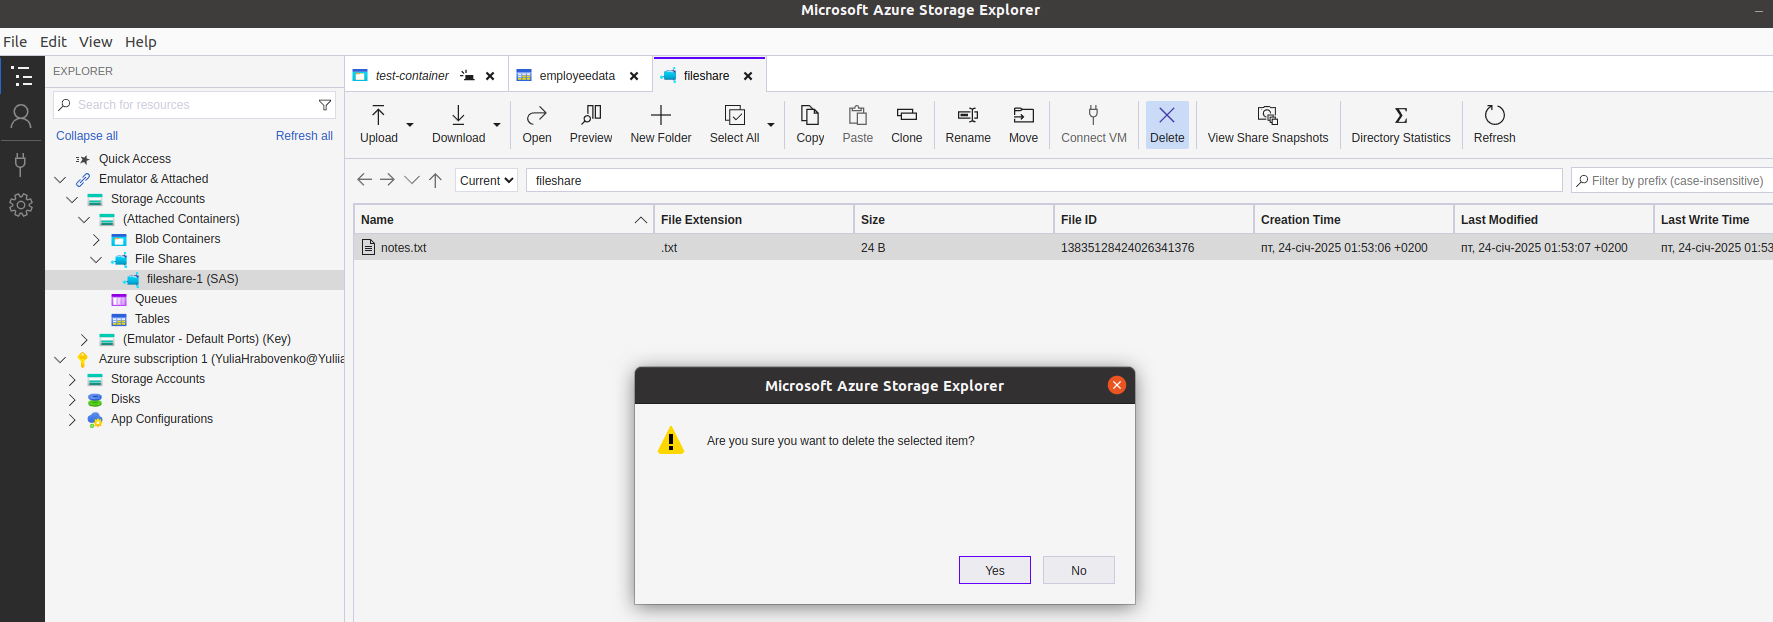 Microsoft Azure Storage Explorer
File Edit View Help
EXPLORER
Search for resources
Collapse all Refresh all
Quick Access
Emulator & Attached
Storage Accounts
(Attached Containers)
Blob Containers
File Shares
fileshare-1 (SAS)
Queues
Tables
(Emulator - Default Ports) (Key)
Azure subscription 1 (YuliaHrabovenko@Yuliia
Storage Accounts
Disks
App Configurations
test-container employeedata fileshare
Upload Download Open Preview New Folder Select All Copy Paste Clone Rename Move Connect VM Delete View Share Snapshots Directory Statistics Refresh
Current fileshare Filter by prefix (case-insensitive)
Name File Extension Size File ID Creation Time Last Modified Last Write Time
notes.txt .txt 24 B 13835128424026341376 пт, 24-січ-2025 01:53:06 +0200 пт, 24-січ-2025 01:53:07 +0200 пт, 24-січ-2025 01:53
Microsoft Azure Storage Explorer
Are you sure you want to delete the selected item?
Yes No